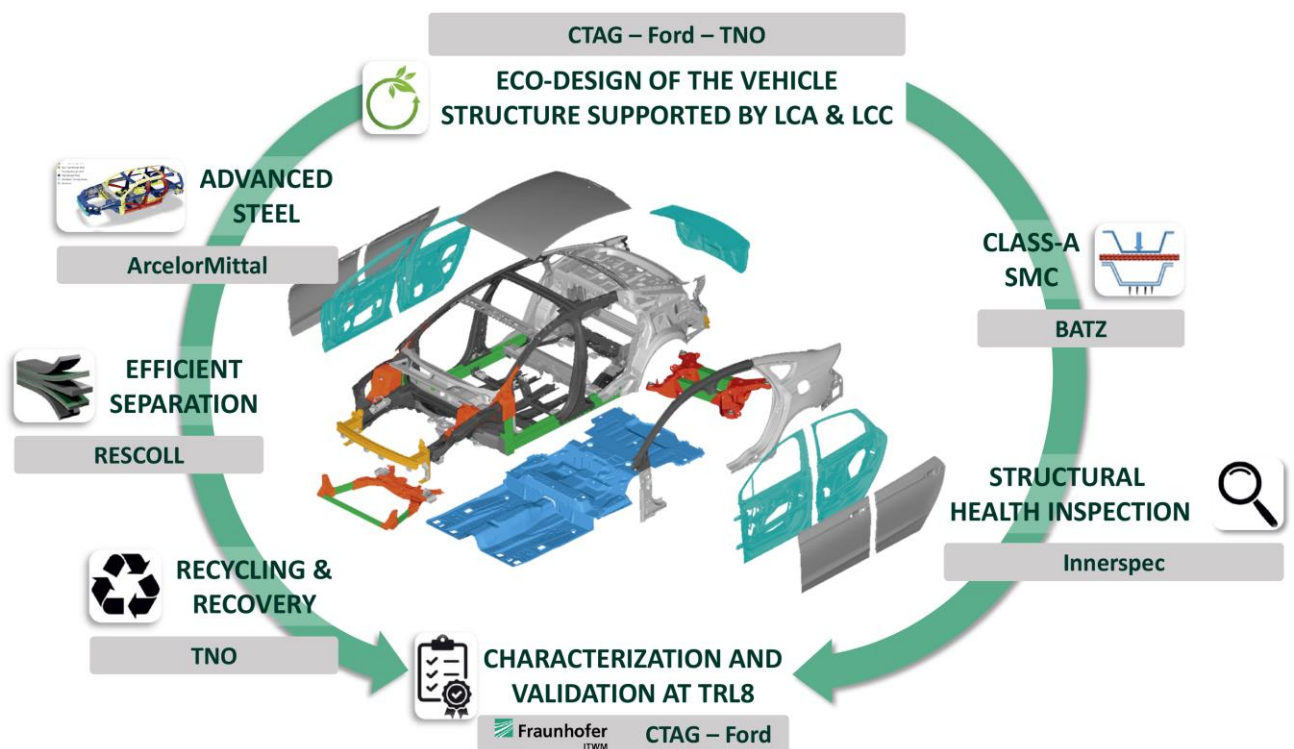 CTAG – Ford – TNO
ECO-DESIGN OF THE VEHICLE
STRUCTURE SUPPORTED BY LCA & LCC
ADVANCED
STEEL
ArcelorMittal
CLASS-A
SMC
BATZ
EFFICIENT
SEPARATION
RESCOLL
STRUCTURAL
HEALTH INSPECTION
Innerspec
RECYCLING &
RECOVERY
TNO
CHARACTERIZATION AND
VALIDATION AT TRL8
Fraunhofer
ITWM
CTAG – Ford